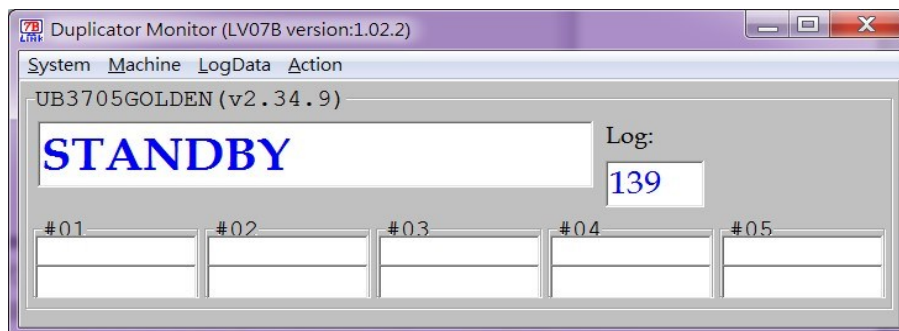 7B
LINK
Duplicator Monitor (LV07B version:1.02.2)
System Machine LogData Action
UB3705GOLDEN(v2.34.9)
STANDBY
Log:
139
#01 #02 #03 #04 #05